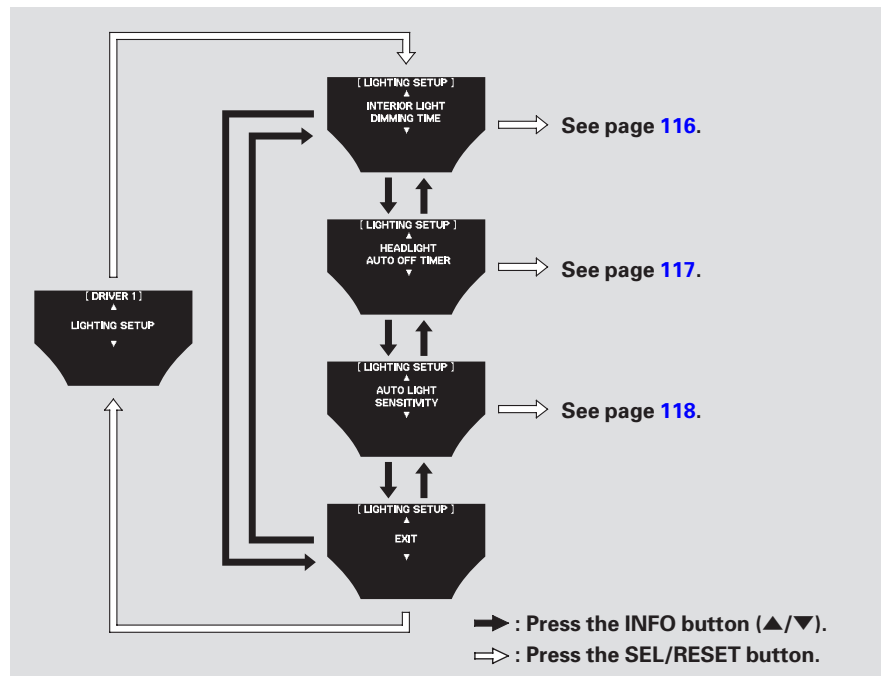 [ LIGHTING SETUP ]
▲
INTERIOR LIGHT
DIMMING TIME
▼
See page 116.
[ LIGHTING SETUP ]
▲
HEADLIGHT
AUTO OFF TIMER
▼
See page 117.
[ DRIVER 1 ]
▲
LIGHTING SETUP
▼
[ LIGHTING SETUP ]
▲
AUTO LIGHT
SENSITIVITY
▼
See page 118.
[ LIGHTING SETUP ]
▲
EXIT
▼
: Press the INFO button (▲/▼).
: Press the SEL/RESET button.